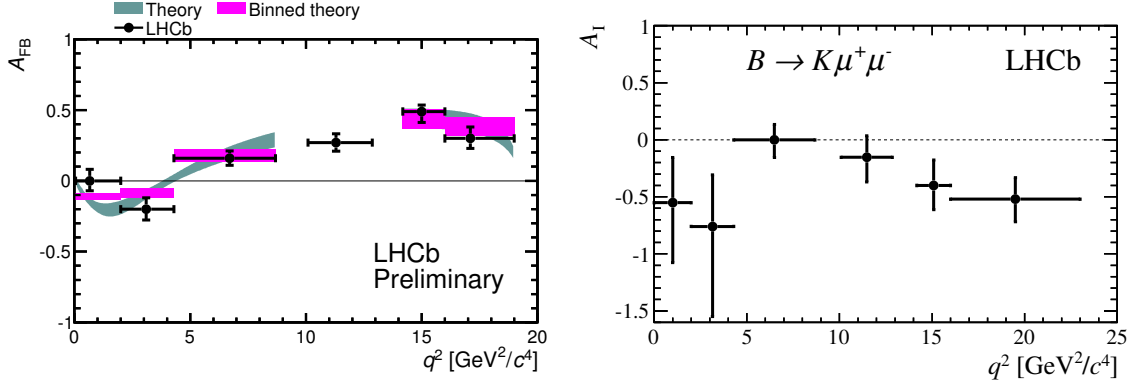 Theory
Binned theory
LHCb
A_FB
1
0.5
0
-0.5
-1
LHCb
Preliminary
0 5 10 15 20
q² [GeV²/c⁴]
A_I
1
0.5
0
-0.5
-1
-1.5
B → Kμ⁺μ⁻
LHCb
0 5 10 15 20 25
q² [GeV²/c⁴]